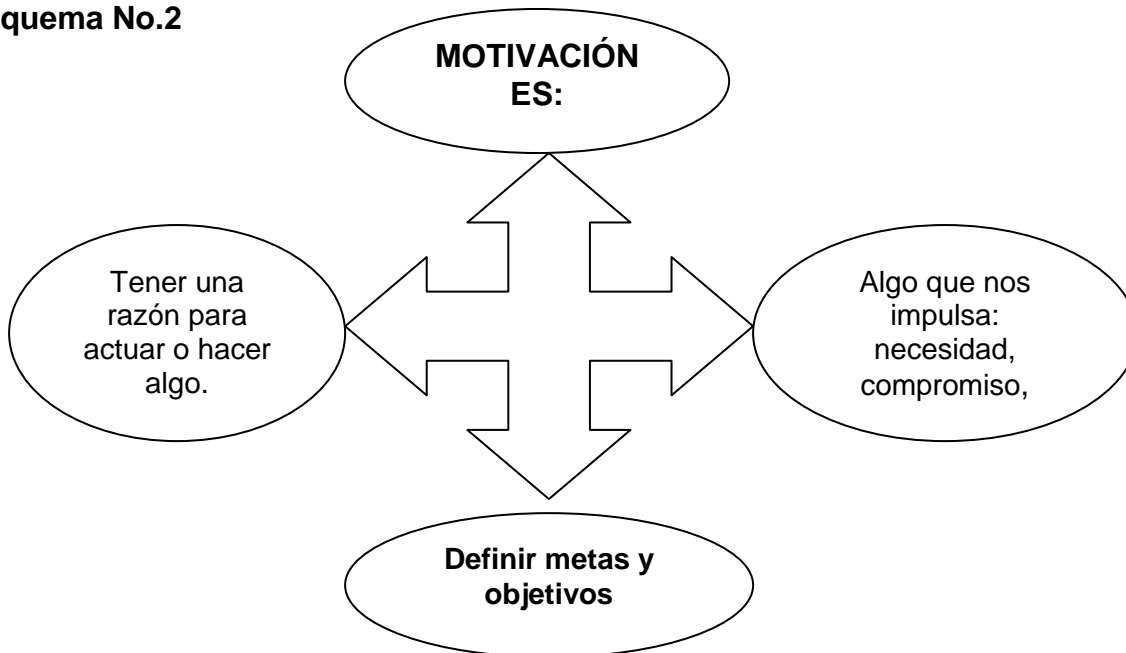 quema No.2
MOTIVACIÓN
ES:
Tener una
razón para
actuar o hacer
algo.
Algo que nos
impulsa:
necesidad,
compromiso,
Definir metas y
objetivos